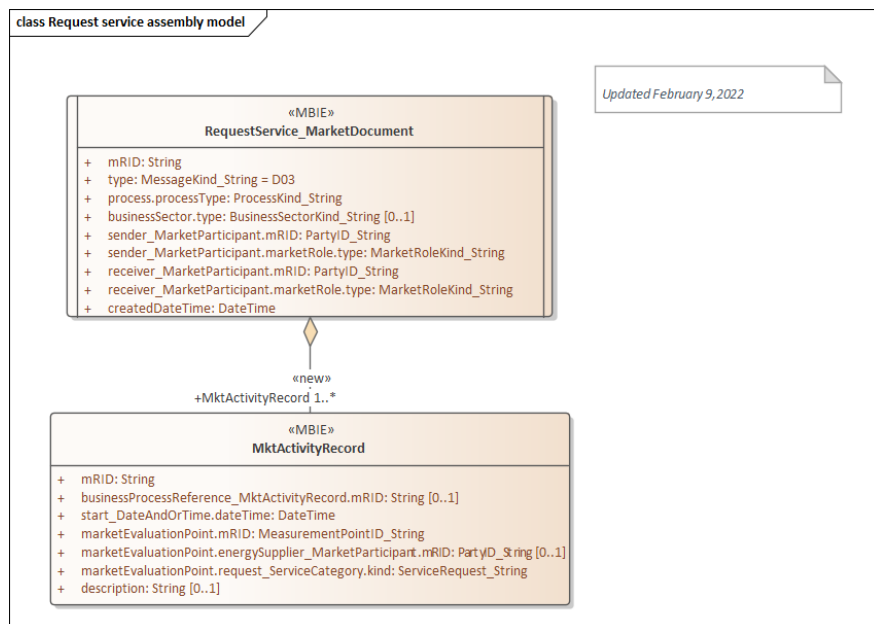 class Request service assembly model
Updated February 9, 2022
«MBIE»
RequestService_MarketDocument
+ mRID: String
+ type: MessageKind_String = D03
+ process.processType: ProcessKind_String
+ businessSector.type: BusinessSectorKind_String [0..1]
+ sender_MarketParticipant.mRID: PartyID_String
+ sender_MarketParticipant.marketRole.type: MarketRoleKind_String
+ receiver_MarketParticipant.mRID: PartyID_String
+ receiver_MarketParticipant.marketRole.type: MarketRoleKind_String
+ createdDateTime: DateTime
«new»
+MktActivityRecord 1..*
«MBIE»
MktActivityRecord
+ mRID: String
+ businessProcessReference_MktActivityRecord.mRID: String [0..1]
+ start_DateAndOrTime.dateTime: DateTime
+ marketEvaluationPoint.mRID: MeasurementPointID_String
+ marketEvaluationPoint.energySupplier_MarketParticipant.mRID: PartyID_String [0..1]
+ marketEvaluationPoint.request_ServiceCategory.kind: ServiceRequest_String
+ description: String [0..1]